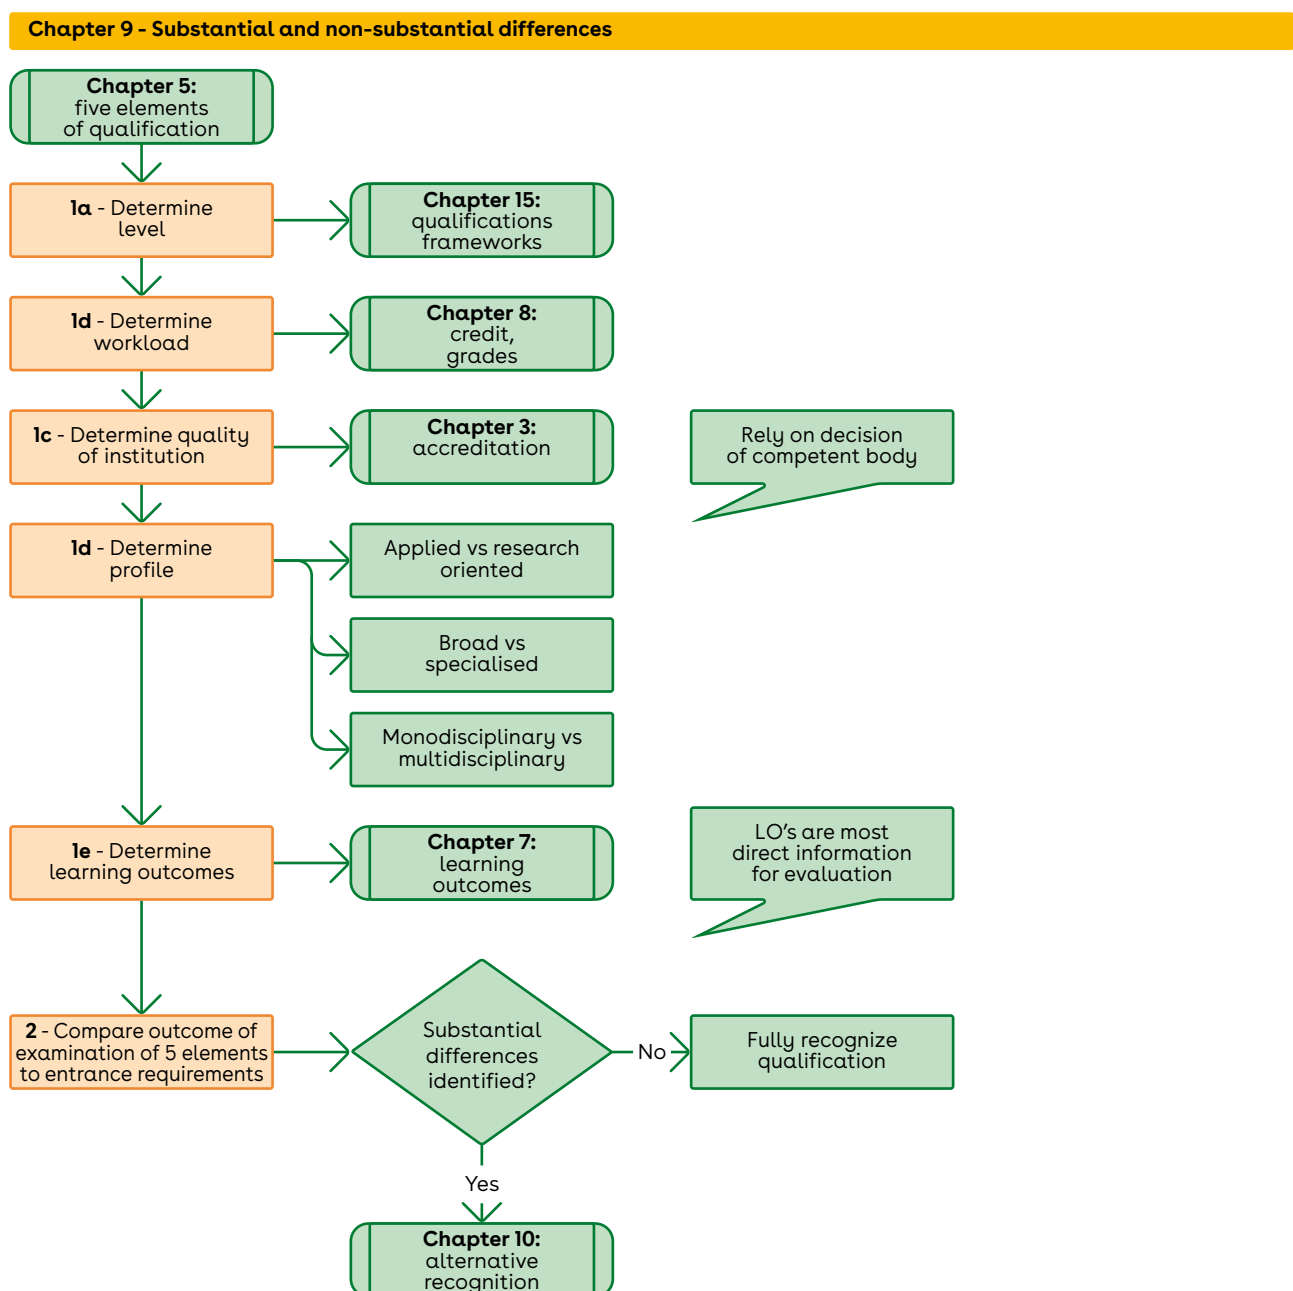 Chapter 9 - Substantial and non-substantial differences
Chapter 5:
five elements
of qualification
1a - Determine
level
Chapter 15:
qualifications
frameworks
1d - Determine
workload
Chapter 8:
credit,
grades
1c - Determine quality
of institution
Chapter 3:
accreditation
Rely on decision
of competent body
1d - Determine
profile
Applied vs research
oriented
Broad vs
specialised
Monodisciplinary vs
multidisciplinary
1e - Determine
learning outcomes
Chapter 7:
learning
outcomes
LO's are most
direct information
for evaluation
2 - Compare outcome of
examination of 5 elements
to entrance requirements
Substantial
differences
identified?
No
Fully recognize
qualification
Yes
Chapter 10:
alternative
recognition